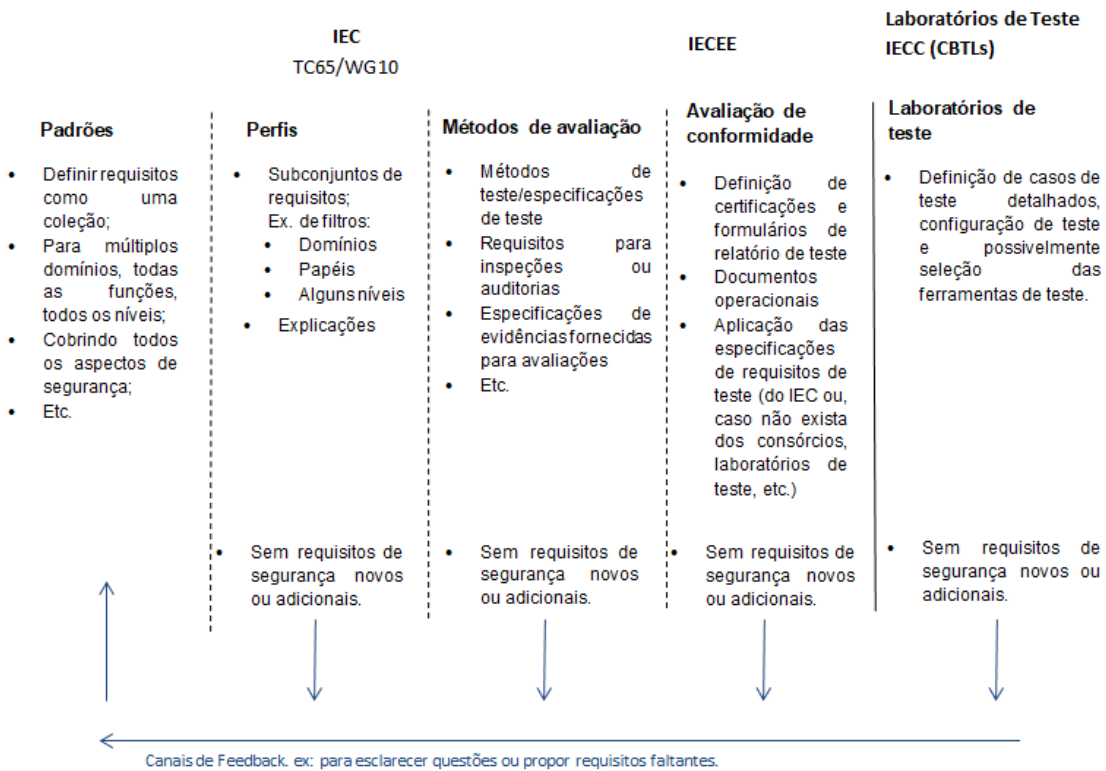 IEC
TC65/WG10
IECEE
Laboratórios de Teste
IECC (CBTLs)
Padrões
• Definir requisitos
como uma
coleção;
• Para múltiplos
domínios, todas
as funções,
todos os níveis;
• Cobrindo todos
os aspectos de
segurança;
• Etc.
Perfis
• Subconjuntos de
requisitos;
Ex. de filtros:
• Domínios
• Papéis
• Alguns níveis
• Explicações
• Sem requisitos de
segurança novos
ou adicionais.
Métodos de avaliação
• Métodos de
teste/especificações
de teste
• Requisitos para
inspeções ou
auditorias
• Especificações de
evidências fornecidas
para avaliações
• Etc.
• Sem requisitos de
segurança novos
ou adicionais.
Avaliação de
conformidade
• Definição de
certificações e
formulários de
relatório de teste
• Documentos
operacionais
• Aplicação das
especificações
de requisitos de
teste (do IEC ou,
caso não exista
dos consórcios,
laboratórios de
teste, etc.)
• Sem requisitos de
segurança novos
ou adicionais.
Laboratórios de
teste
• Definição de casos de
teste detalhados,
configuração de teste
e possivelmente
seleção das
ferramentas de teste.
• Sem requisitos de
segurança novos ou
adicionais.
Canais de Feedback. ex: para esclarecer questões ou propor requisitos faltantes.